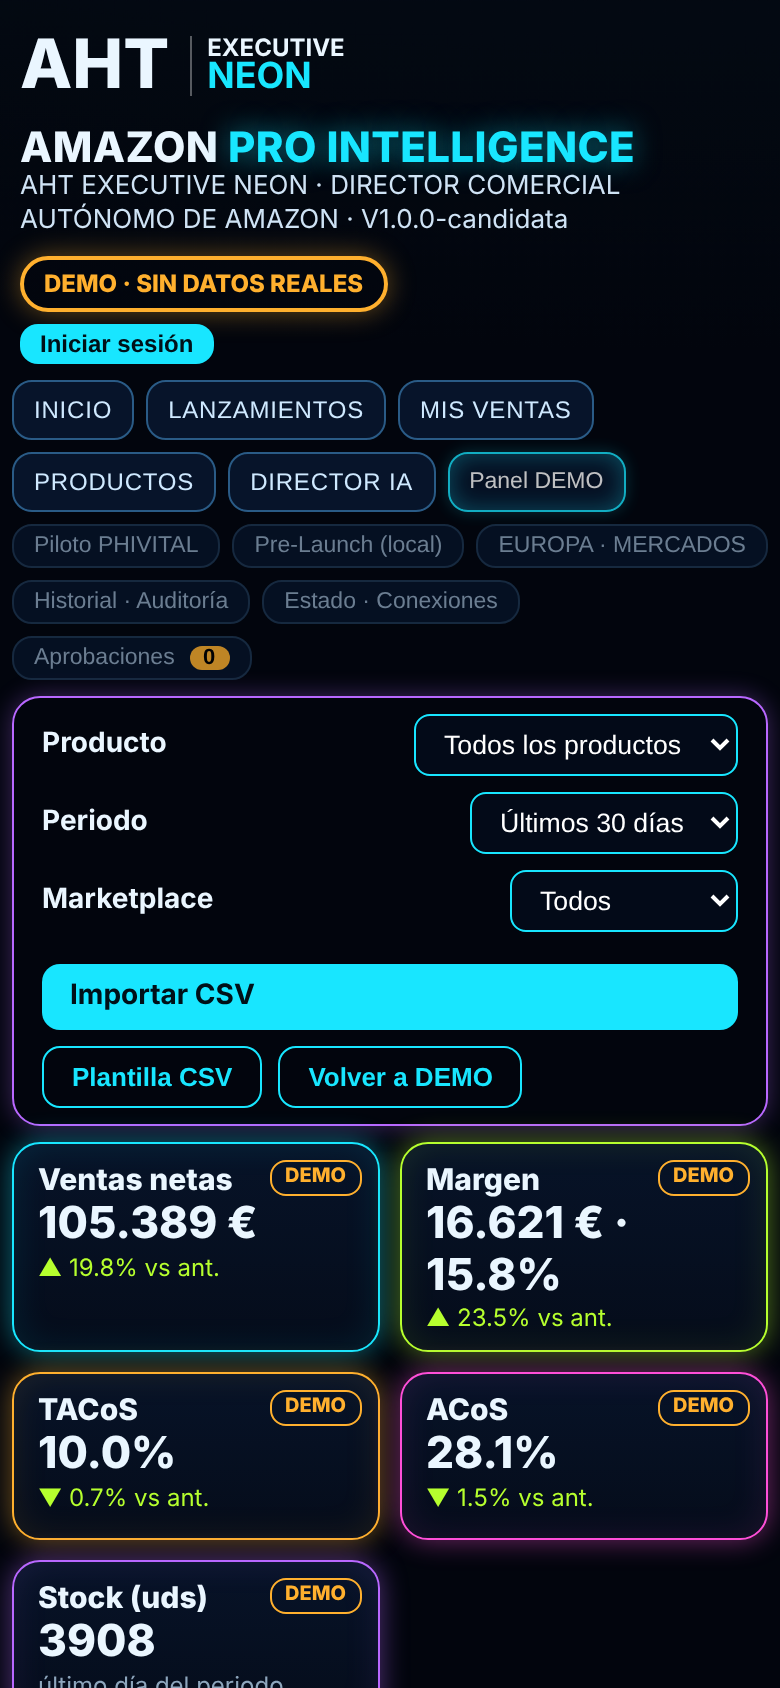 AHT
EXECUTIVE
NEON
AMAZON PRO INTELLIGENCE
AHT EXECUTIVE NEON · DIRECTOR COMERCIAL
AUTÓNOMO DE AMAZON · V1.0.0-candidata
DEMO · SIN DATOS REALES
Iniciar sesión
INICIO
LANZAMIENTOS
MIS VENTAS
PRODUCTOS
DIRECTOR IA
Panel DEMO
Piloto PHIVITAL
Pre-Launch (local)
EUROPA · MERCADOS
Historial · Auditoría
Estado · Conexiones
Aprobaciones 0
Producto
Todos los productos
Periodo
Últimos 30 días
Marketplace
Todos
Importar CSV
Plantilla CSV
Volver a DEMO
Ventas netas
DEMO
105.389 €
▲ 19.8% vs ant.
Margen
DEMO
16.621 € ·
15.8%
▲ 23.5% vs ant.
TACoS
DEMO
10.0%
▼ 0.7% vs ant.
ACoS
DEMO
28.1%
▼ 1.5% vs ant.
Stock (uds)
DEMO
3908
último día del periodo